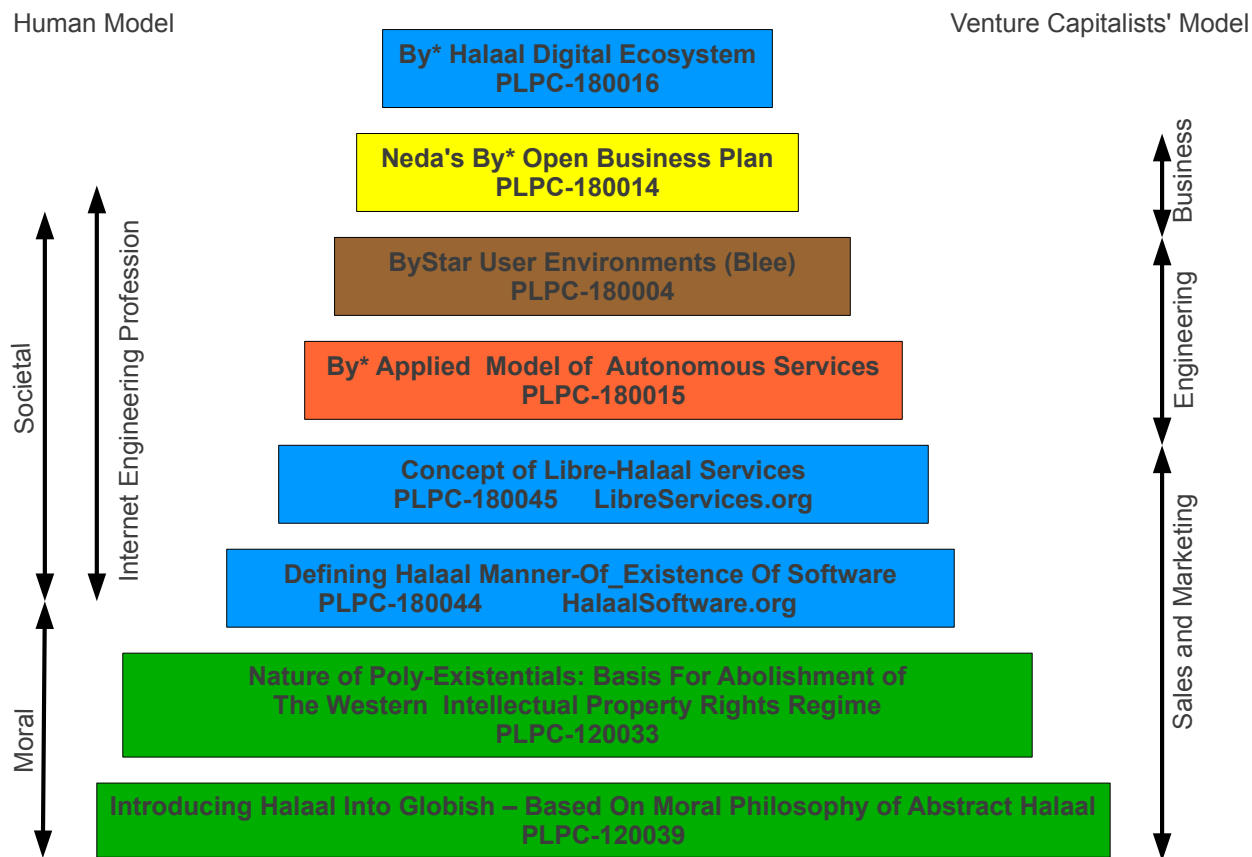 Human Model
Venture Capitalists' Model
By* Halaal Digital Ecosystem
PLPC-180016
Neda's By* Open Business Plan
PLPC-180014
ByStar User Environments (Blee)
PLPC-180004
By* Applied Model of Autonomous Services
PLPC-180015
Concept of Libre-Halaal Services
PLPC-180045 LibreServices.org
Defining Halaal Manner-Of_Existence Of Software
PLPC-180044 HalaalSoftware.org
Nature of Poly-Existentials: Basis For Abolishment of
The Western Intellectual Property Rights Regime
PLPC-120033
Introducing Halaal Into Globish – Based On Moral Philosophy of Abstract Halaal
PLPC-120039
Societal
Moral
Internet Engineering Profession
Business
Engineering
Sales and Marketing